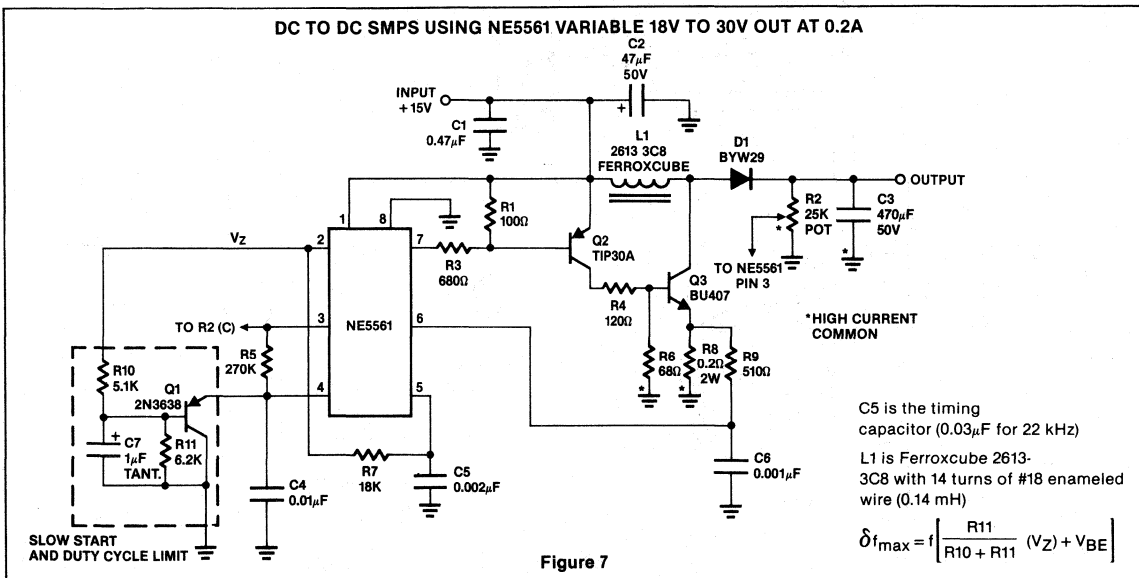 DC TO DC SMPS USING NE5561 VARIABLE 18V TO 30V OUT AT 0.2A
C2
47μF
50V
INPUT
+15V
+
C1
0.47μF
L1
2613 3C8
FERROXCUBE
D1
BYW29
OUTPUT
R2
25K
POT
*
C3
470μF
50V
*
TO NE5561
PIN 3
1
8
R1
100Ω
VZ
2
7
R3
680Ω
Q2
TIP30A
Q3
BU407
R4
120Ω
*HIGH CURRENT
COMMON
TO R2 (C)
3
NE5561
6
R5
270K
R10
5.1K
Q1
2N3638
4
5
R6
68Ω
*
R8
0.2Ω
2W
*
R9
510Ω
+
C7
1μF
TANT.
R11
6.2K
R7
18K
C4
0.01μF
C5
0.002μF
C6
0.001μF
C5 is the timing
capacitor (0.03μF for 22 kHz)
L1 is Ferroxcube 2613-
3C8 with 14 turns of #18 enameled
wire (0.14 mH)
δfmax = f[R11 / (R10 + R11) (VZ) + VBE]
SLOW START
AND DUTY CYCLE LIMIT
Figure 7